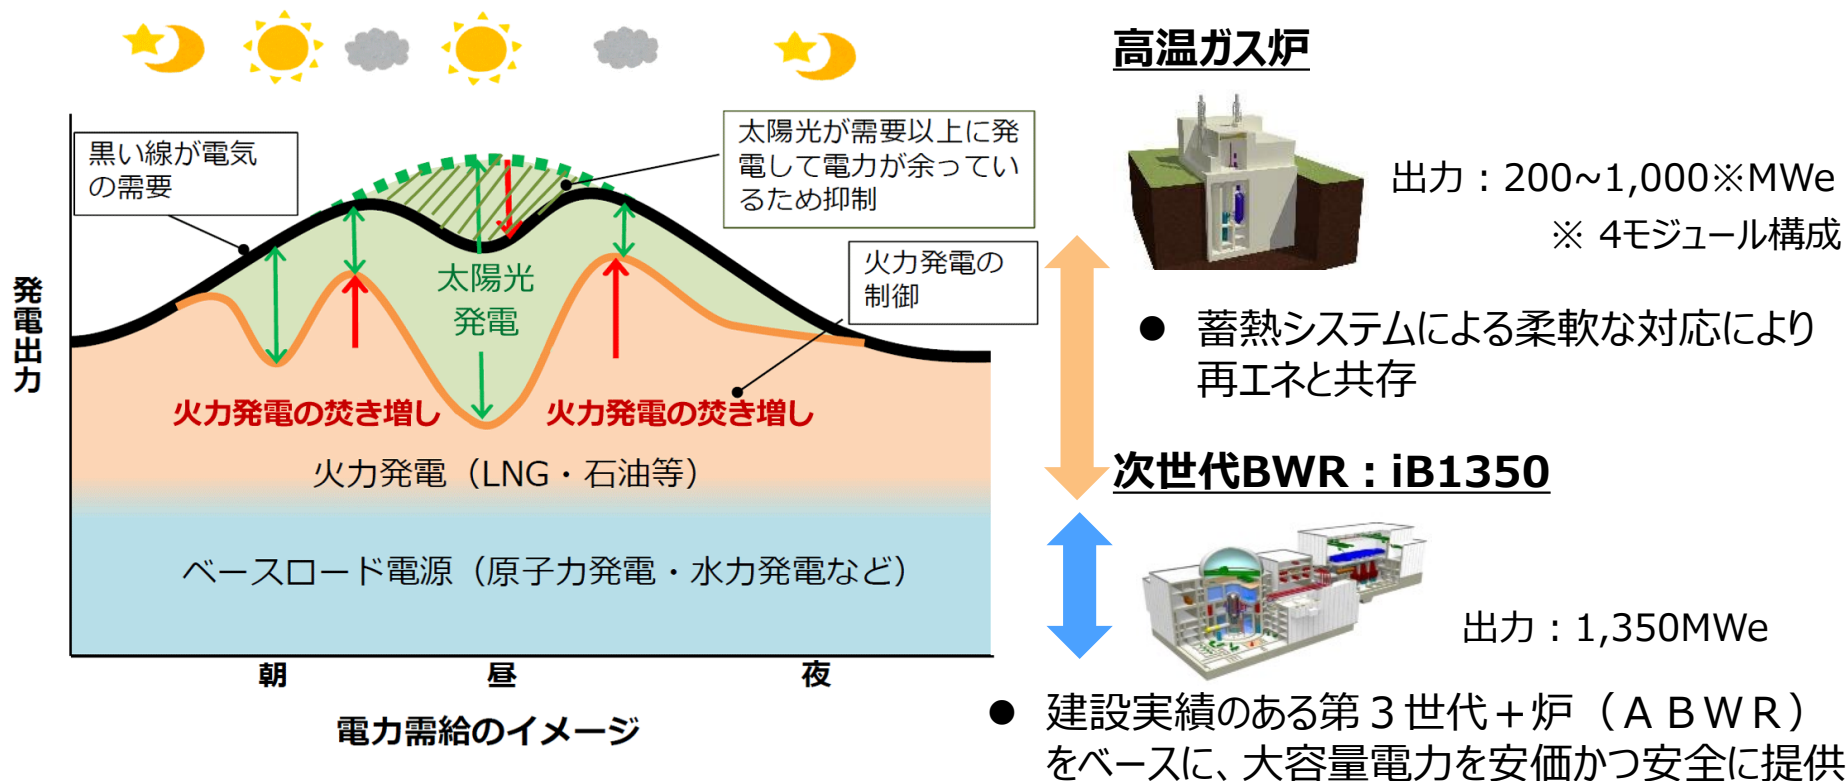 黒い線が電気
の需要
太陽光が需要以上に発
電して電力が余ってい
るため抑制
火力発電の
制御
太陽光
発電
火力発電の焚き増し
火力発電の焚き増し
火力発電（LNG・石油等）
ベースロード電源（原子力発電・水力発電など）
発電出力
朝
昼
夜
電力需給のイメージ
高温ガス炉
出力：200~1,000※MWe
※ 4モジュール構成
● 蓄熱システムによる柔軟な対応により
再エネと共存
次世代BWR：iB1350
出力：1,350MWe
● 建設実績のある第３世代＋炉（ＡＢＷＲ）
をベースに、大容量電力を安価かつ安全に提供